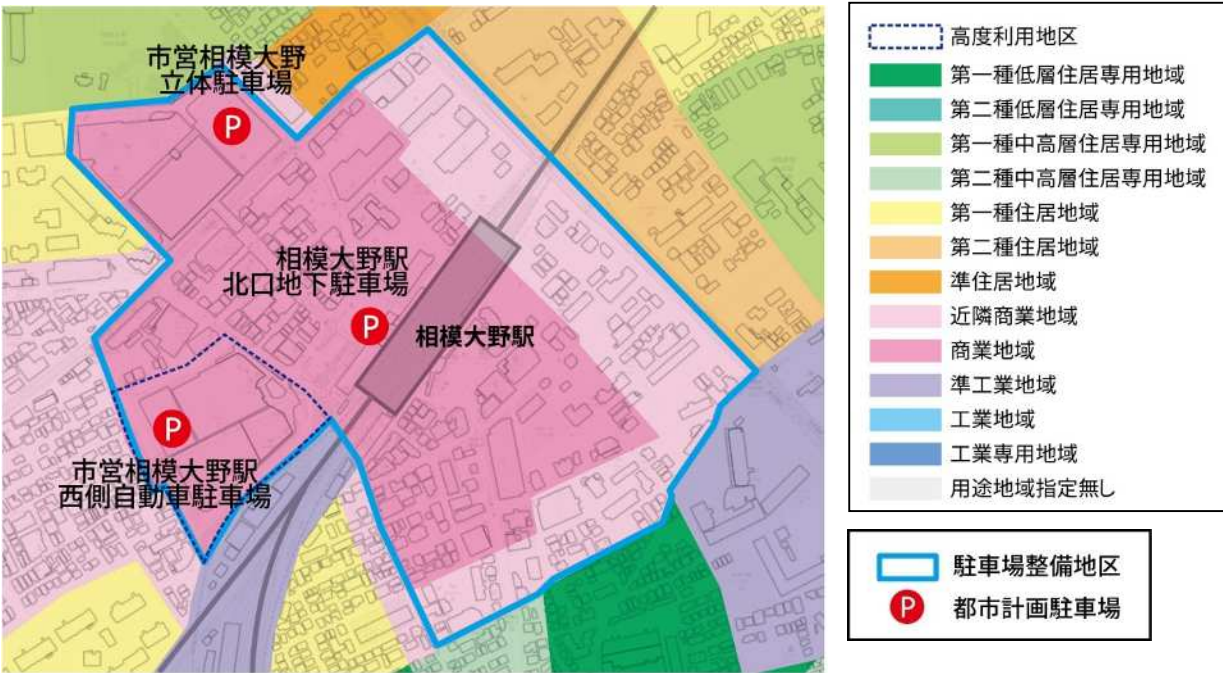 市営相模大野
立体駐車場
P
相模大野駅
北口地下駐車場
P
相模大野駅
P
市営相模大野駅
西側自動車駐車場
高度利用地区
第一種低層住居専用地域
第二種低層住居専用地域
第一種中高層住居専用地域
第二種中高層住居専用地域
第一種住居地域
第二種住居地域
準住居地域
近隣商業地域
商業地域
準工業地域
工業地域
工業専用地域
用途地域指定無し
駐車場整備地区
P 都市計画駐車場